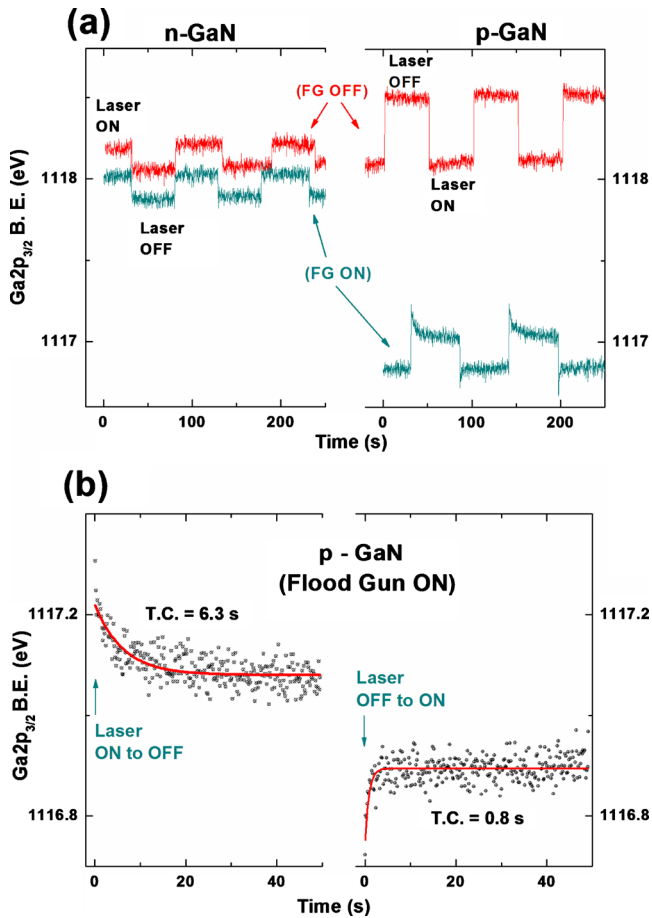 (a)
n-GaN
p-GaN
Laser
ON
(FG OFF)
Laser
OFF
1118
Laser
OFF
Laser
ON
1118
Ga2p3/2 B. E. (eV)
(FG ON)
1117
1117
0 100 200 0 100 200
Time (s)
(b)
p - GaN
(Flood Gun ON)
1117.2
T.C. = 6.3 s
1117.2
Ga2p3/2 B.E. (eV)
Laser
ON to OFF
Laser
OFF to ON
1116.8
T.C. = 0.8 s
1116.8
0 20 40 0 20 40
Time (s) Time (s)